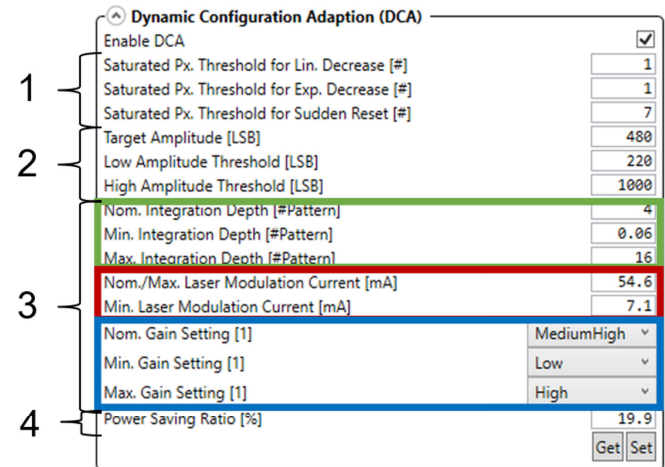 Dynamic Configuration Adaption (DCA)
Enable DCA
1
Saturated Px. Threshold for Lin. Decrease [#] 1
Saturated Px. Threshold for Exp. Decrease [#] 1
Saturated Px. Threshold for Sudden Reset [#] 7
2
Target Amplitude [LSB] 480
Low Amplitude Threshold [LSB] 220
High Amplitude Threshold [LSB] 1000
3
Nom. Integration Depth [#Pattern] 4
Min. Integration Depth [#Pattern] 0.06
Max. Integration Depth [#Pattern] 16
Nom./Max. Laser Modulation Current [mA] 54.6
Min. Laser Modulation Current [mA] 7.1
Nom. Gain Setting [1] MediumHigh
Min. Gain Setting [1] Low
Max. Gain Setting [1] High
4
Power Saving Ratio [%] 19.9
Get Set